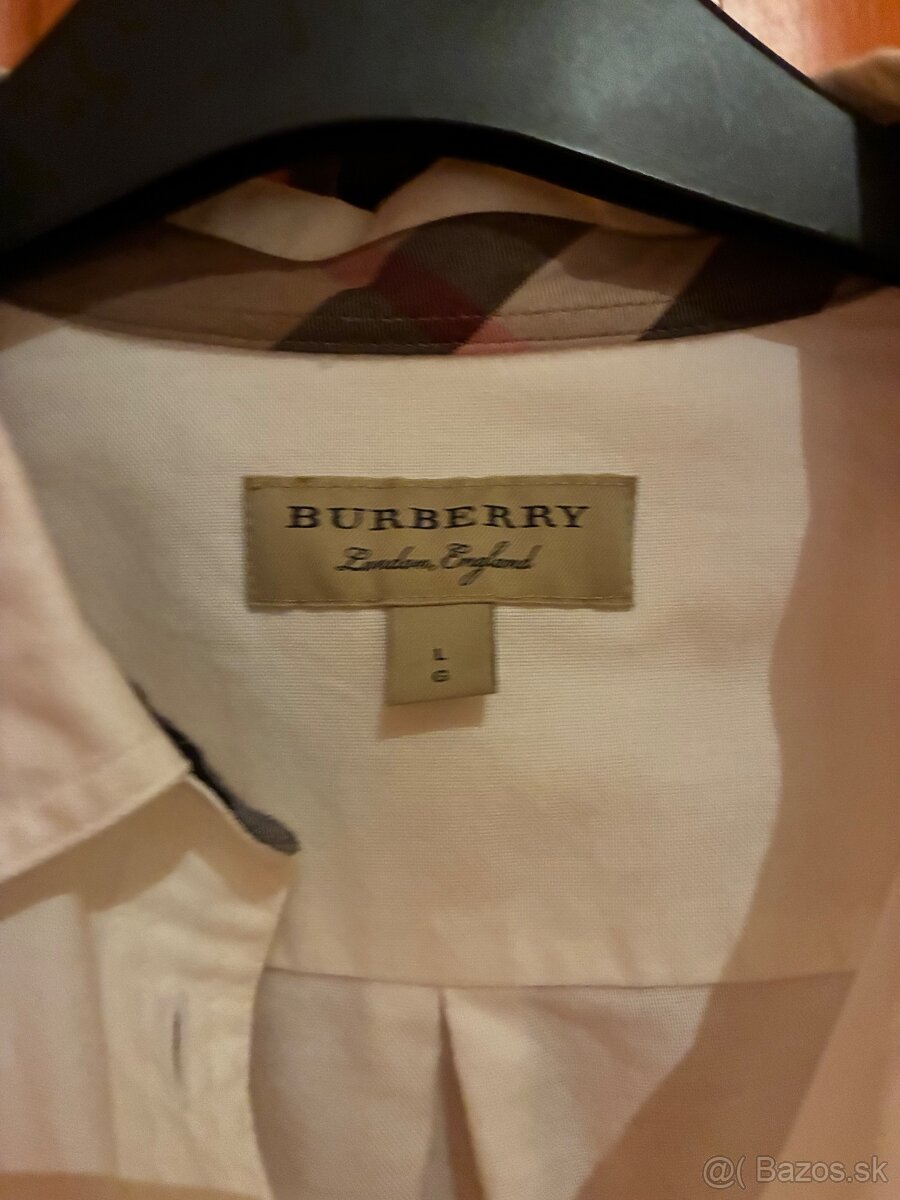 BURBERRY
London, England
L
G
@( Bazos.sk